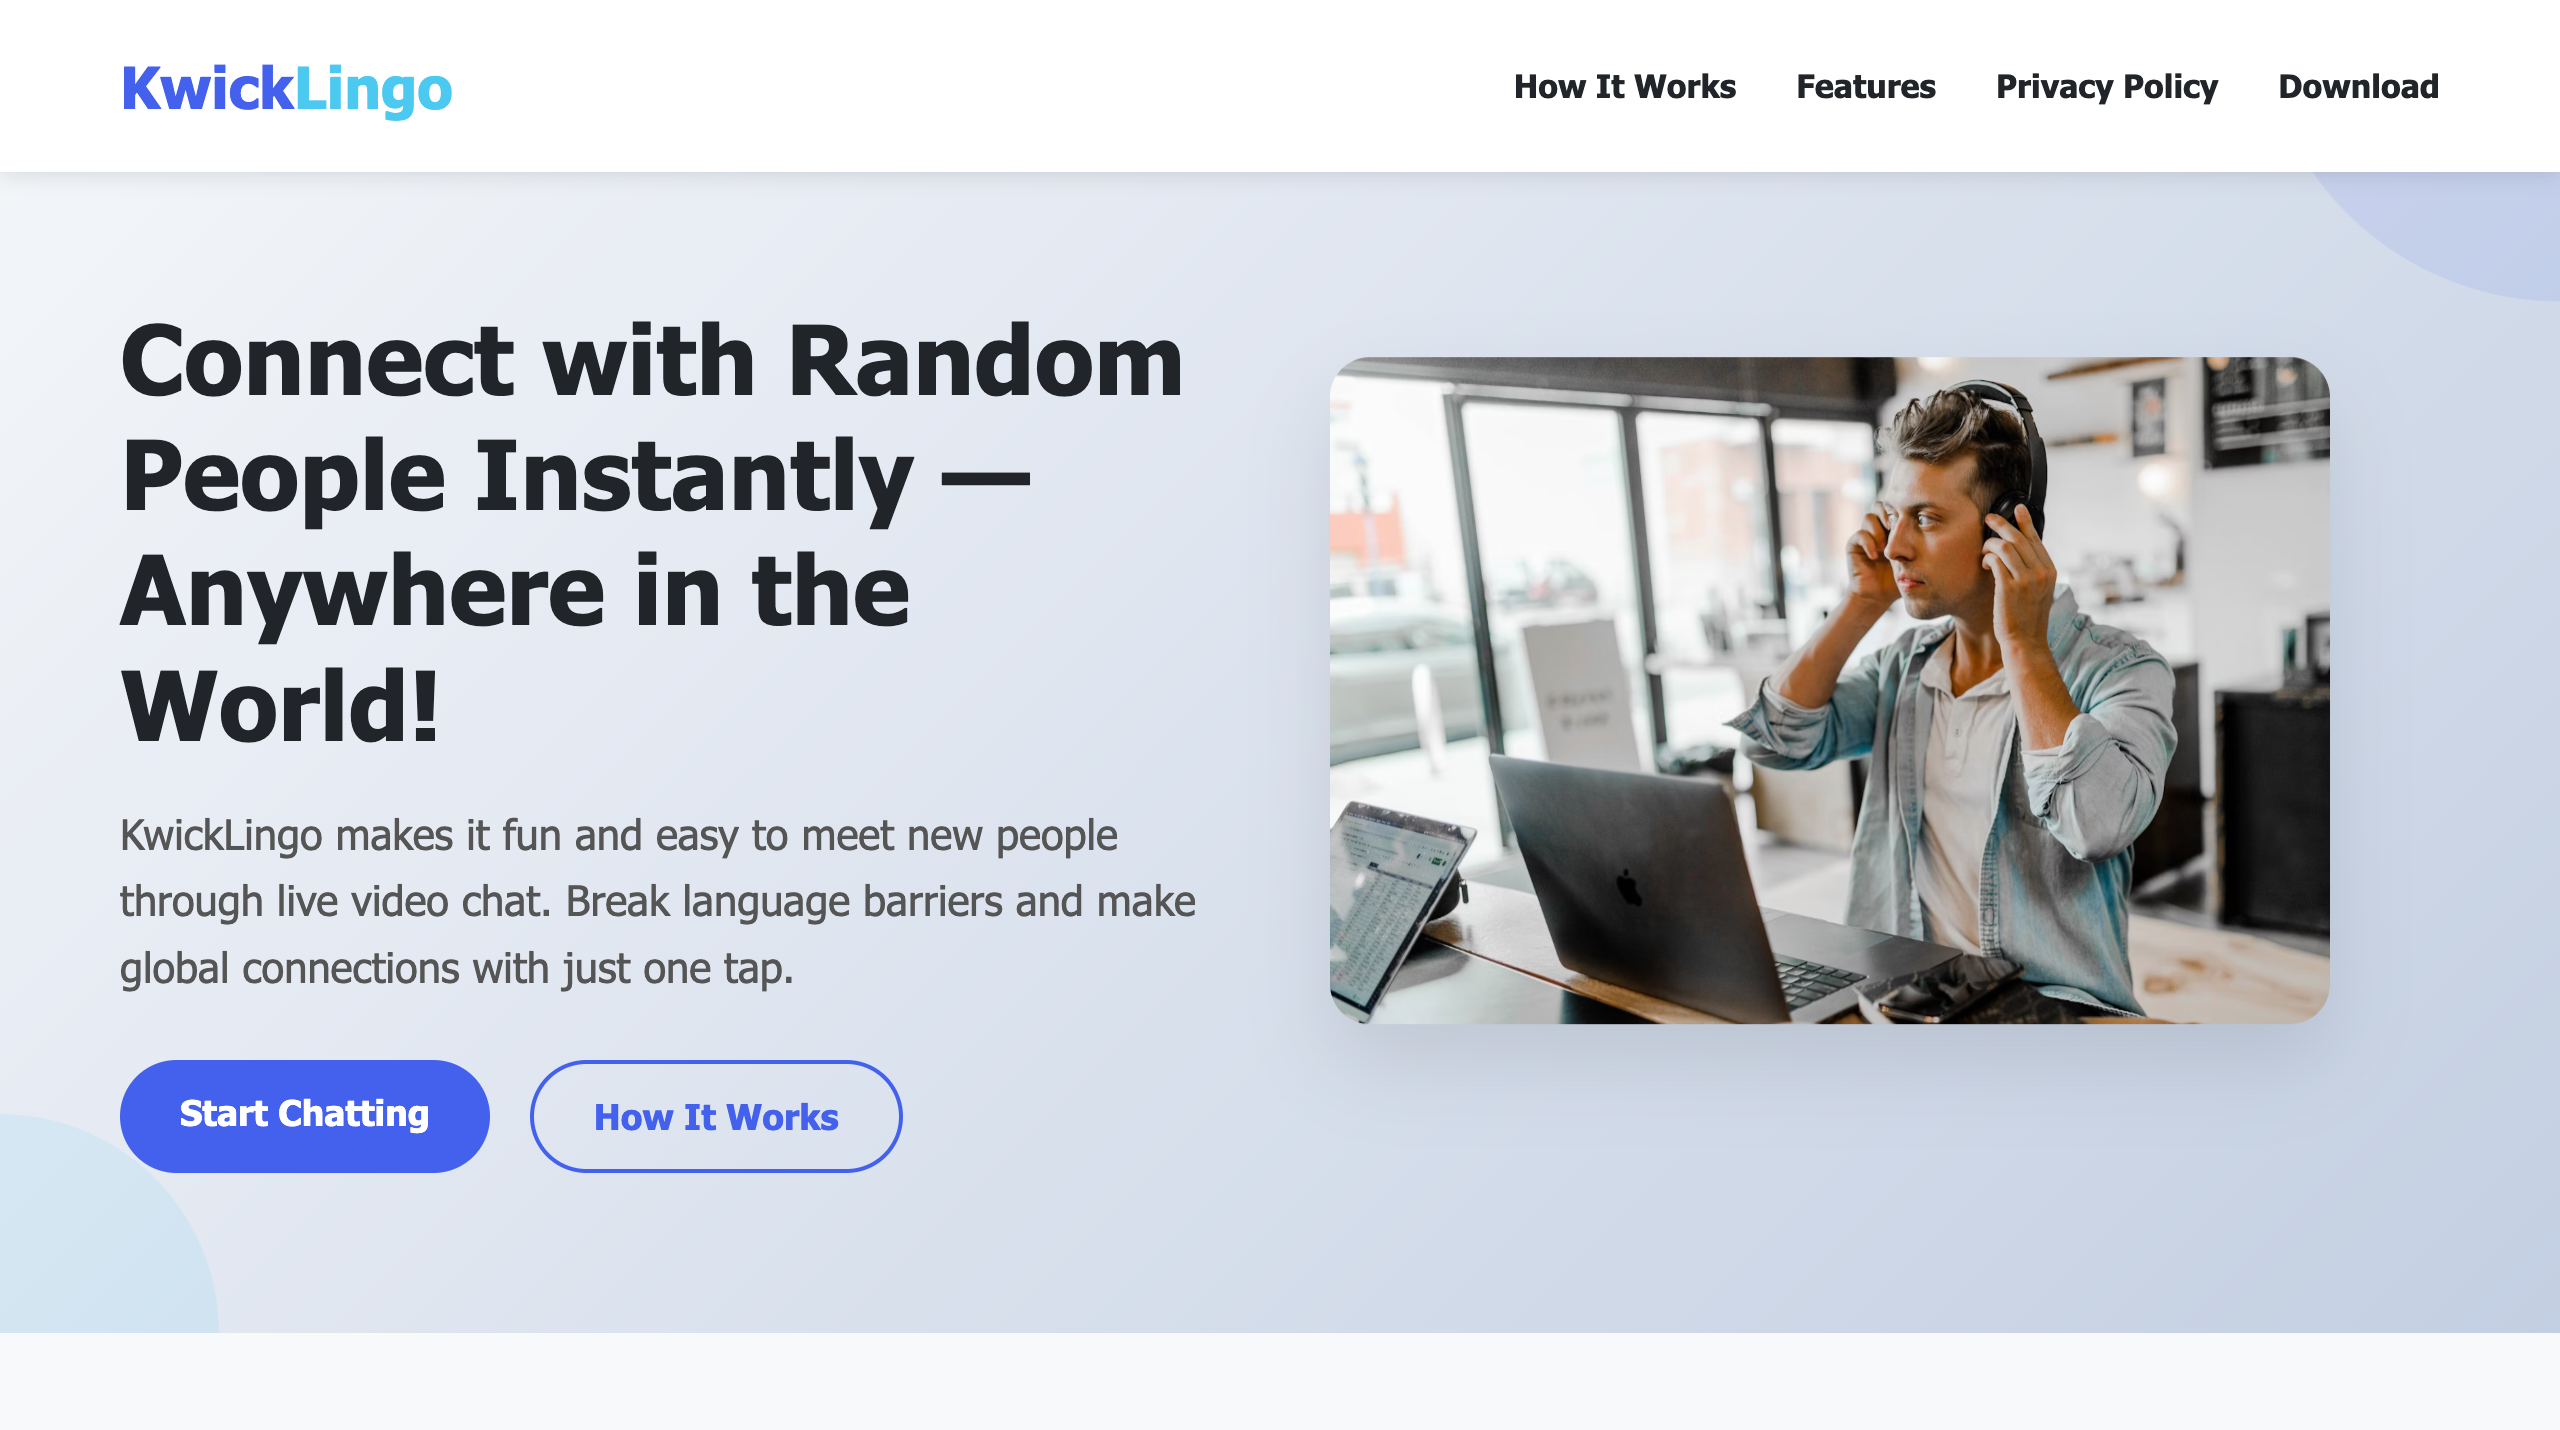 KwickLingo
How It Works
Features
Privacy Policy
Download
Connect with Random
People Instantly —
Anywhere in the
World!
KwickLingo makes it fun and easy to meet new people
through live video chat. Break language barriers and make
global connections with just one tap.
Start Chatting
How It Works